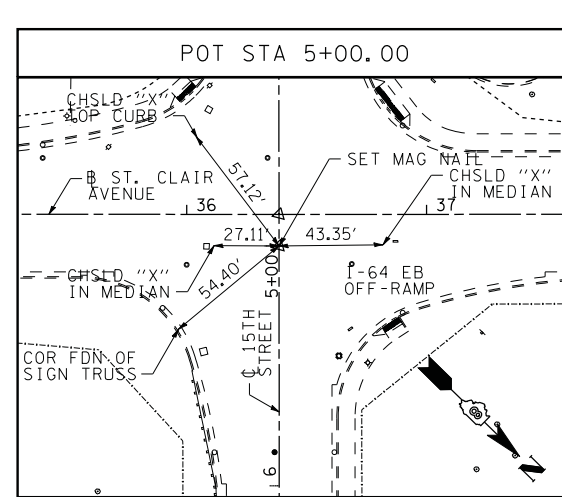 POT STA 5+00.00
CHSLD "X"
TOP CURB
SET MAG NAIL
CHSLD "X"
IN MEDIAN
57.12'
B ST. CLAIR
AVENUE
36
37
27.11'
43.35'
CHSLD "X"
IN MEDIAN
54.40'
5+00
I-64 EB
OFF-RAMP
COR FDN OF
SIGN TRUSS
C 15TH
STREET
6
N